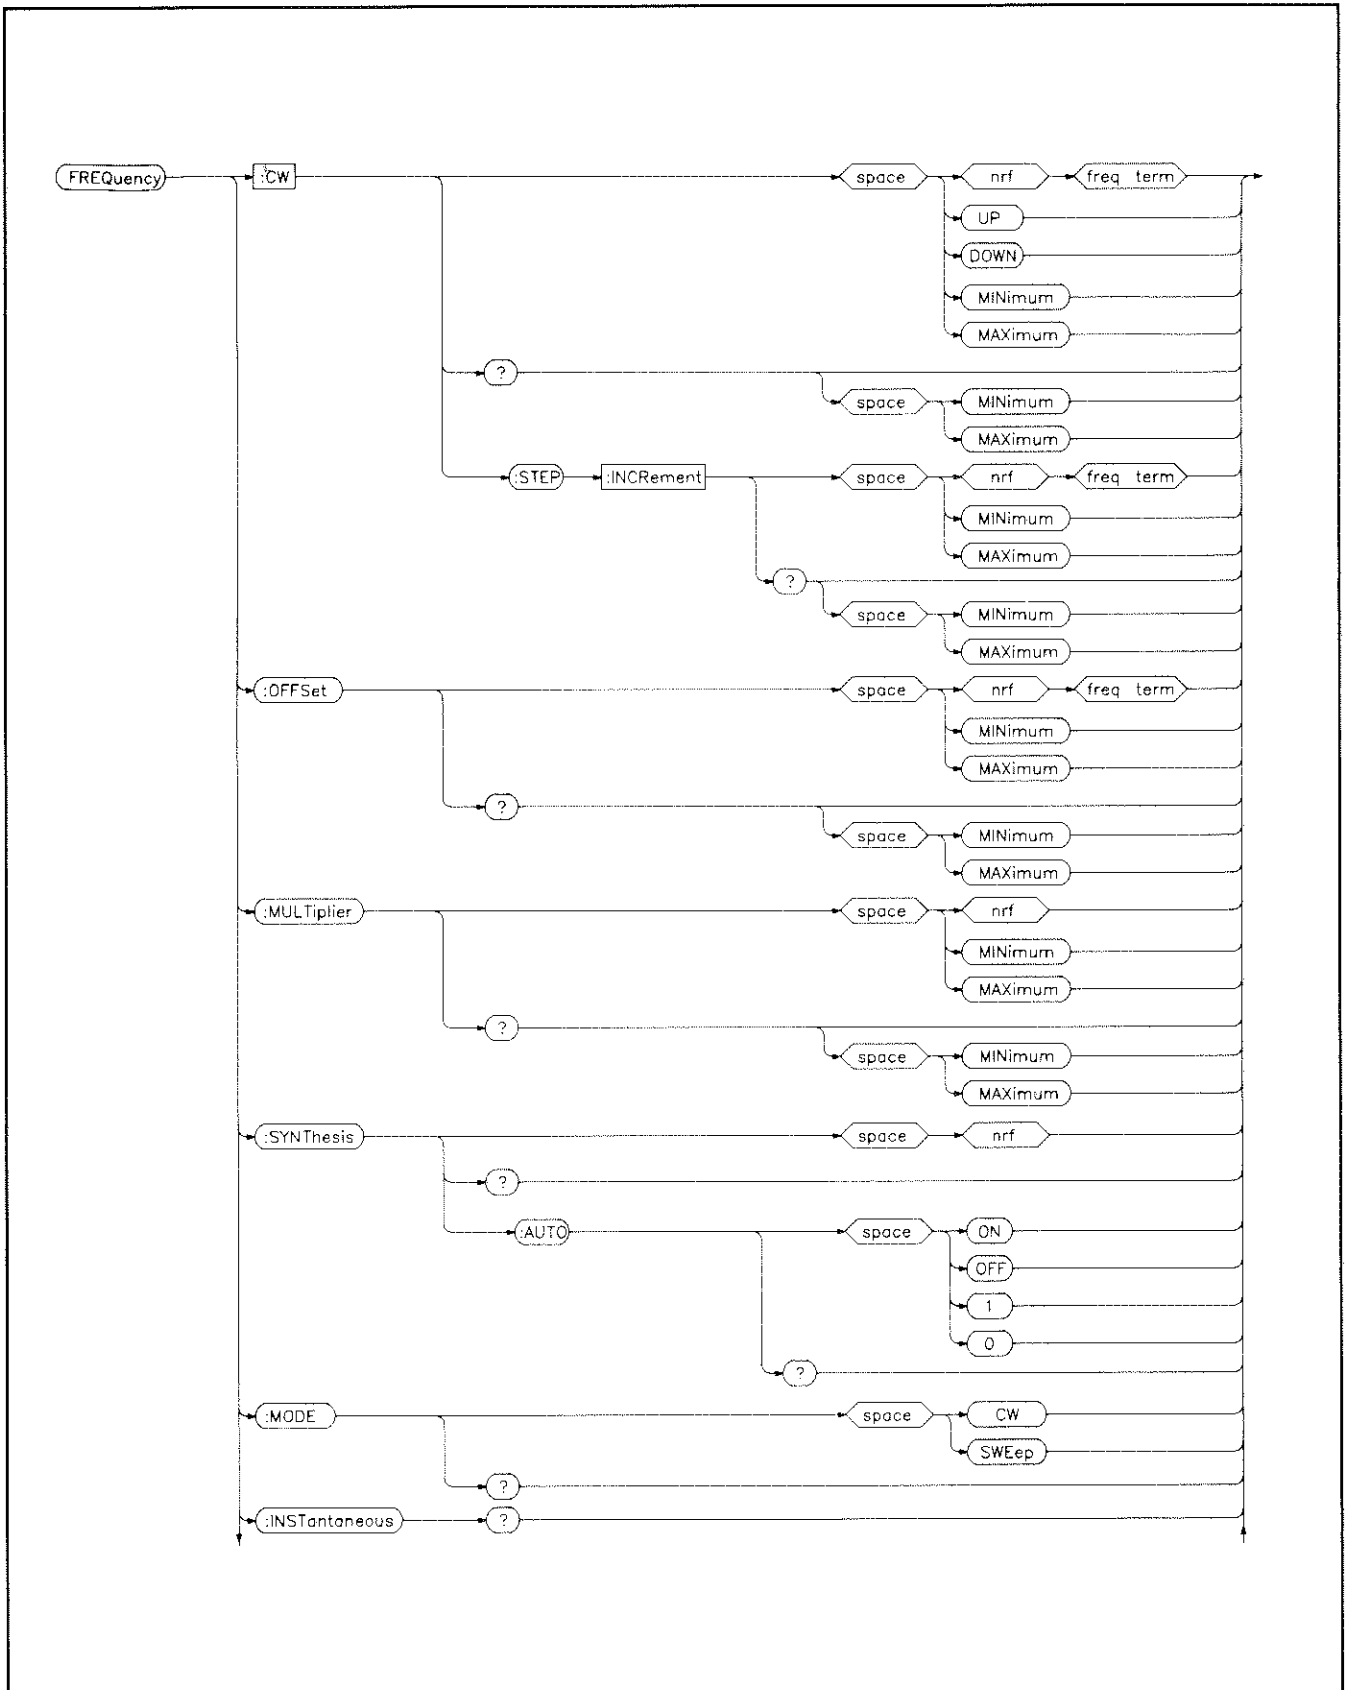 FREQuency :CW space nrf freq term
UP
DOWN
MINimum
MAXimum
?
space MINimum
MAXimum
:STEP :INCRement space nrf freq term
MINimum
MAXimum
?
space MINimum
MAXimum
:OFFSet space nrf freq term
MINimum
MAXimum
?
space MINimum
MAXimum
:MULTiplier space nrf
MINimum
MAXimum
?
space MINimum
MAXimum
:SYNThesis space nrf
?
:AUTO space ON
OFF
1
0
?
:MODE space CW
SWEep
?
:INSTantaneous ?